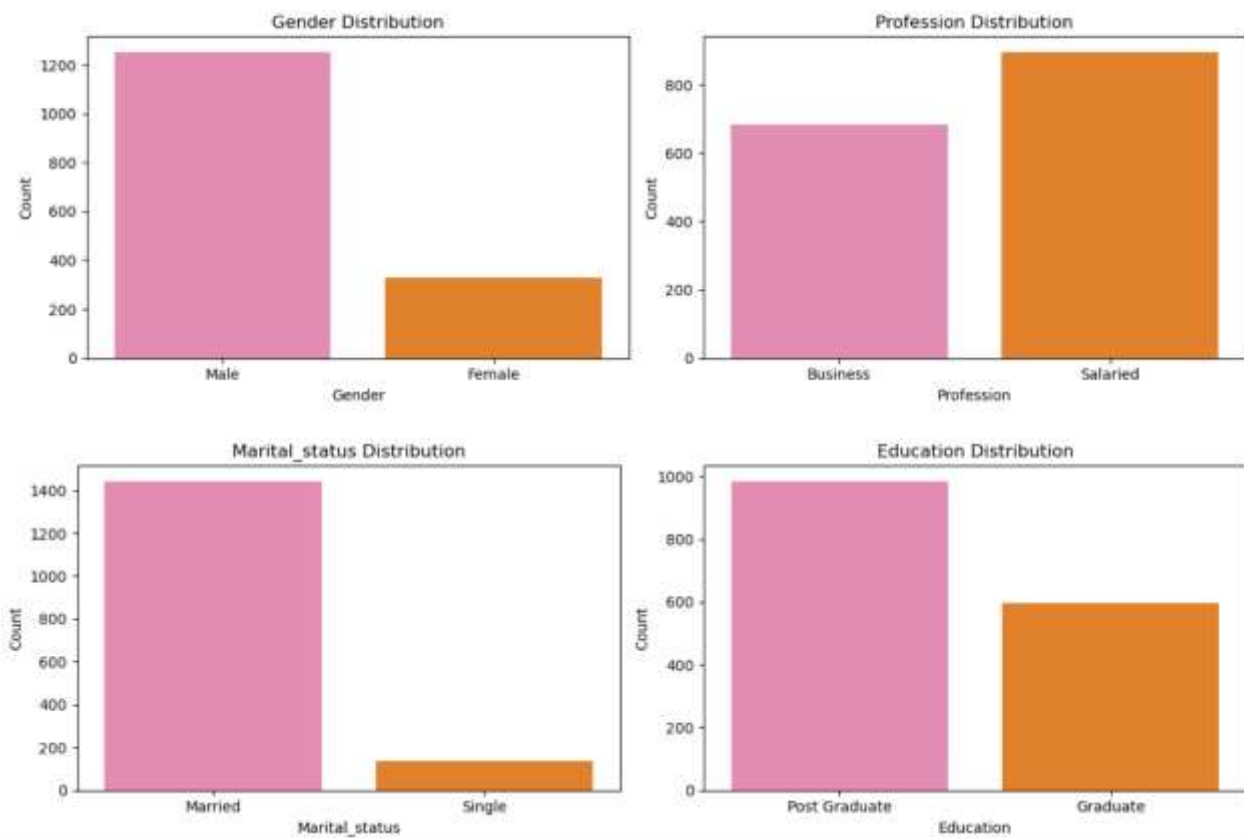 Gender Distribution
Count
1200
1000
800
600
400
200
0
Male
Female
Gender
Profession Distribution
Count
800
600
400
200
0
Business
Salaried
Profession
Marital_status Distribution
Count
1400
1200
1000
800
600
400
200
0
Married
Single
Marital_status
Education Distribution
Count
1000
800
600
400
200
0
Post Graduate
Graduate
Education